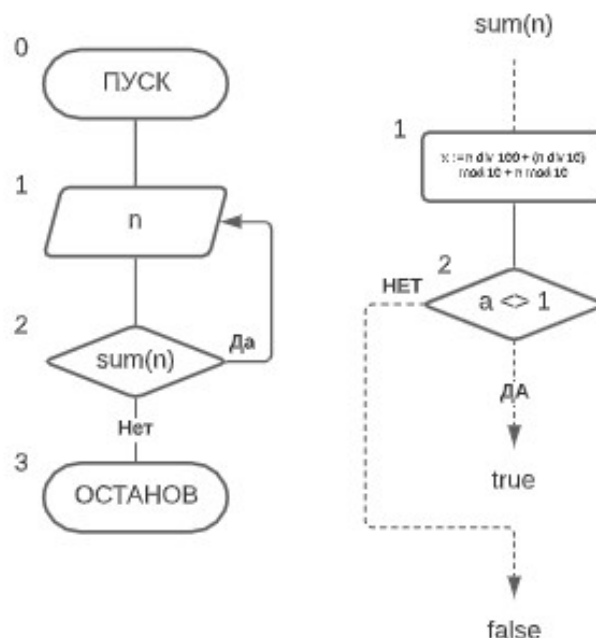 0
ПУСК
1
n
2
sum(n)
Да
Нет
3
ОСТАНОВ
sum(n)
1
:= n div 100 + (n div 10)
mod 10 + n mod 10
2
НЕТ
a <> 1
ДА
true
false